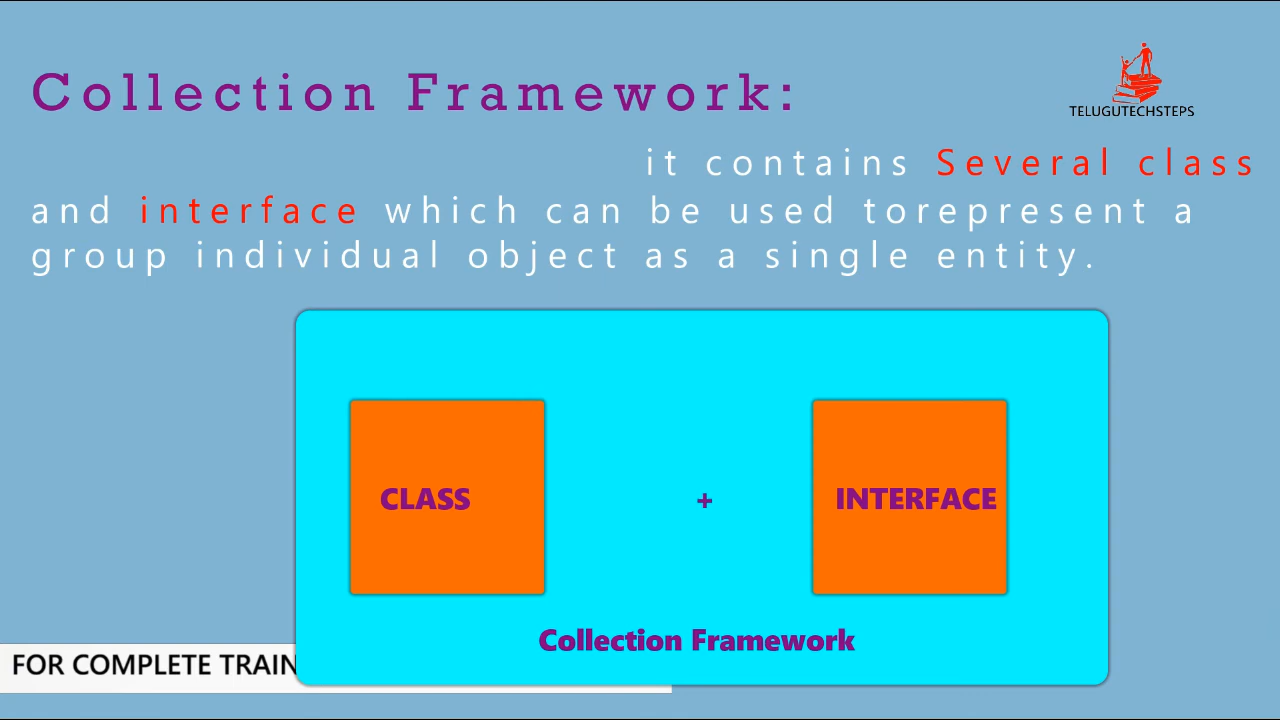 Collection Framework:
TELUGUTECHSTEPS
it contains Several class
and interface which can be used torepresent a
group individual object as a single entity.
CLASS + INTERFACE
Collection Framework
FOR COMPLETE TRAIN